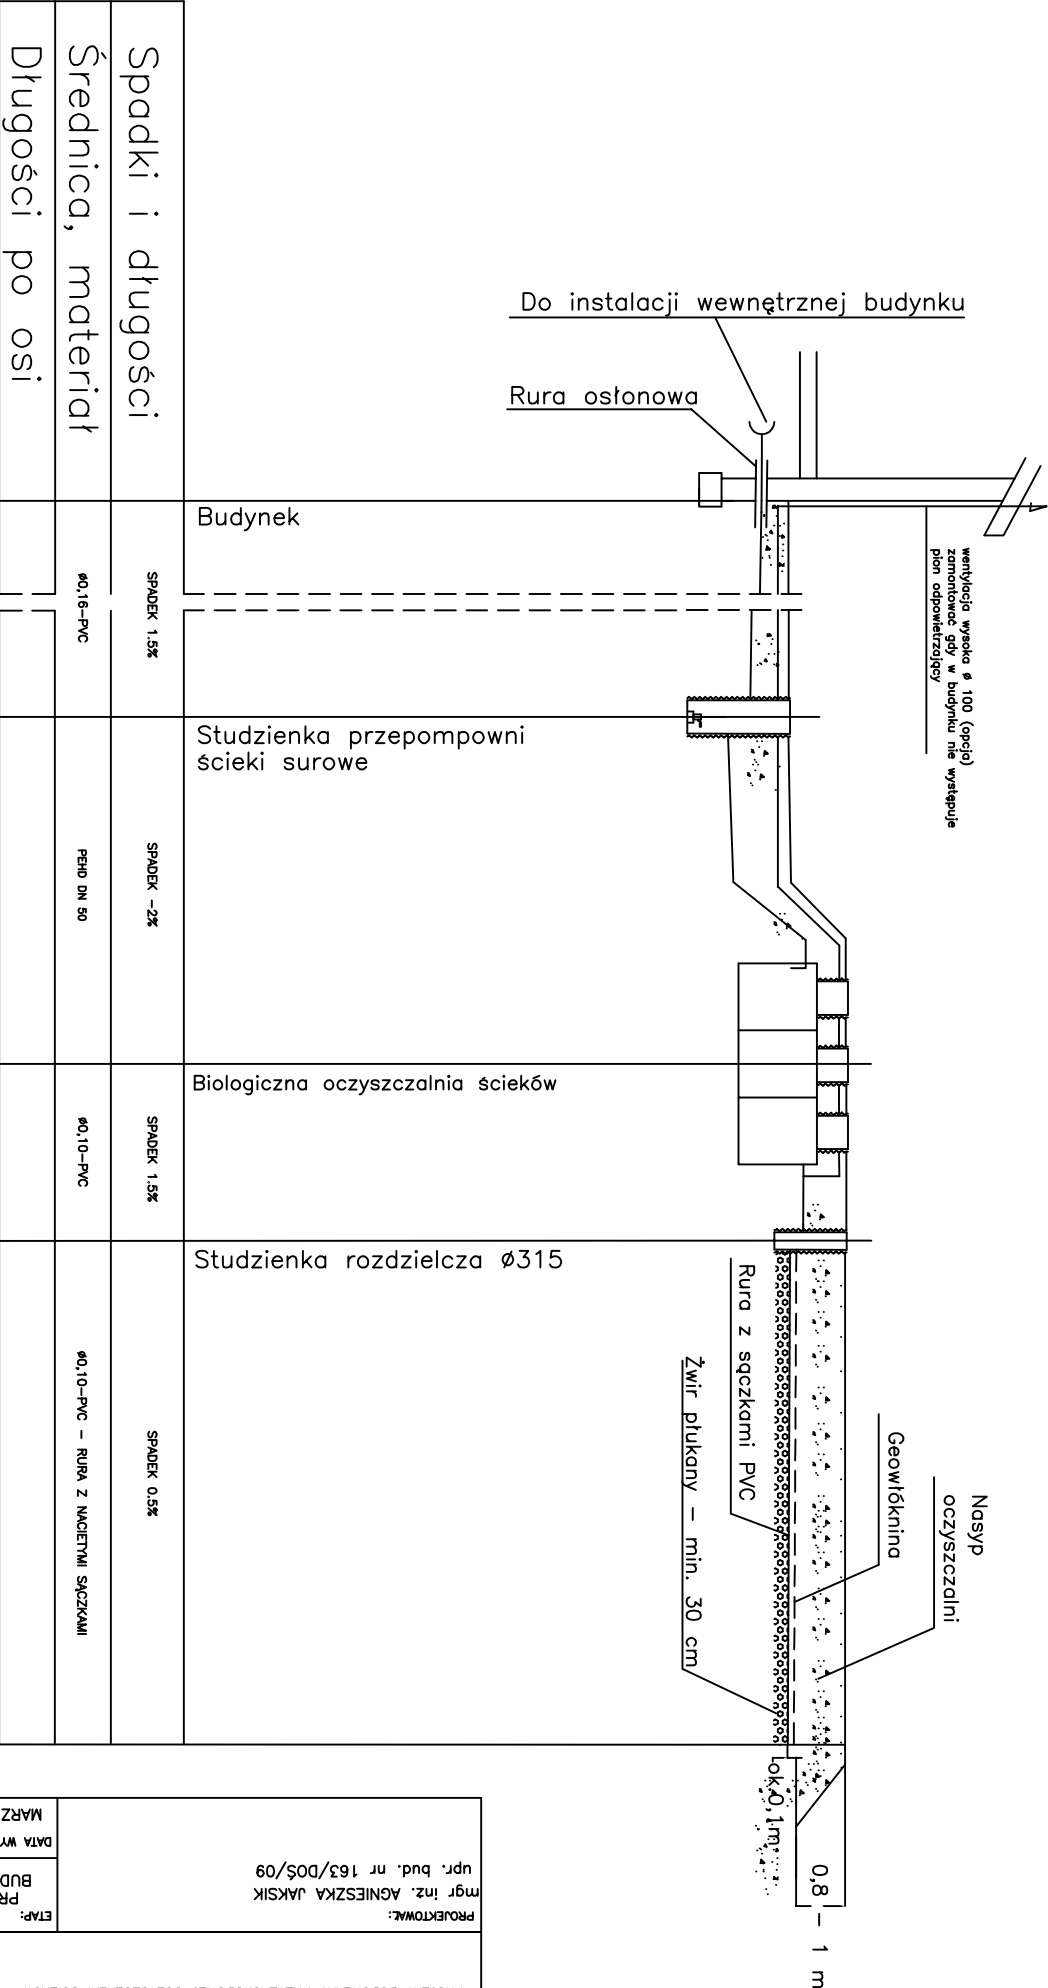 Do instalacji wewnętrznej budynku
Rura osłonowa
wentylacja wysoka ø 100 (opcja)
zamontować gdy w budynku nie występuje
pion odpowietrzający
Budynek
Studzienka przepompowni
ścieki surowe
Biologiczna oczyszczalnia ścieków
Studzienka rozdzielcza ø315
Rura z sączkami PVC
Żwir płukany – min. 30 cm
Geowłóknina
Nasyp
oczyszczalni
ok.0,1m
0,8 – 1 m
Spadki i długości
SPADEK 1.5%
SPADEK -2%
SPADEK 1.5%
SPADEK 0.5%
Średnica, materiał
ø0,16-PVC
PEHD DN 50
ø0,10-PVC
ø0,10-PVC – RURA Z NACIETYMI SĄCZKAMI
Długości po osi
PROJEKTOWAŁ:
mgr inż. AGNIESZKA JAKSIK
upr. bud. nr 163/DOŚ/09
ETAP:
PR
BUD
DATA WY
MARZ